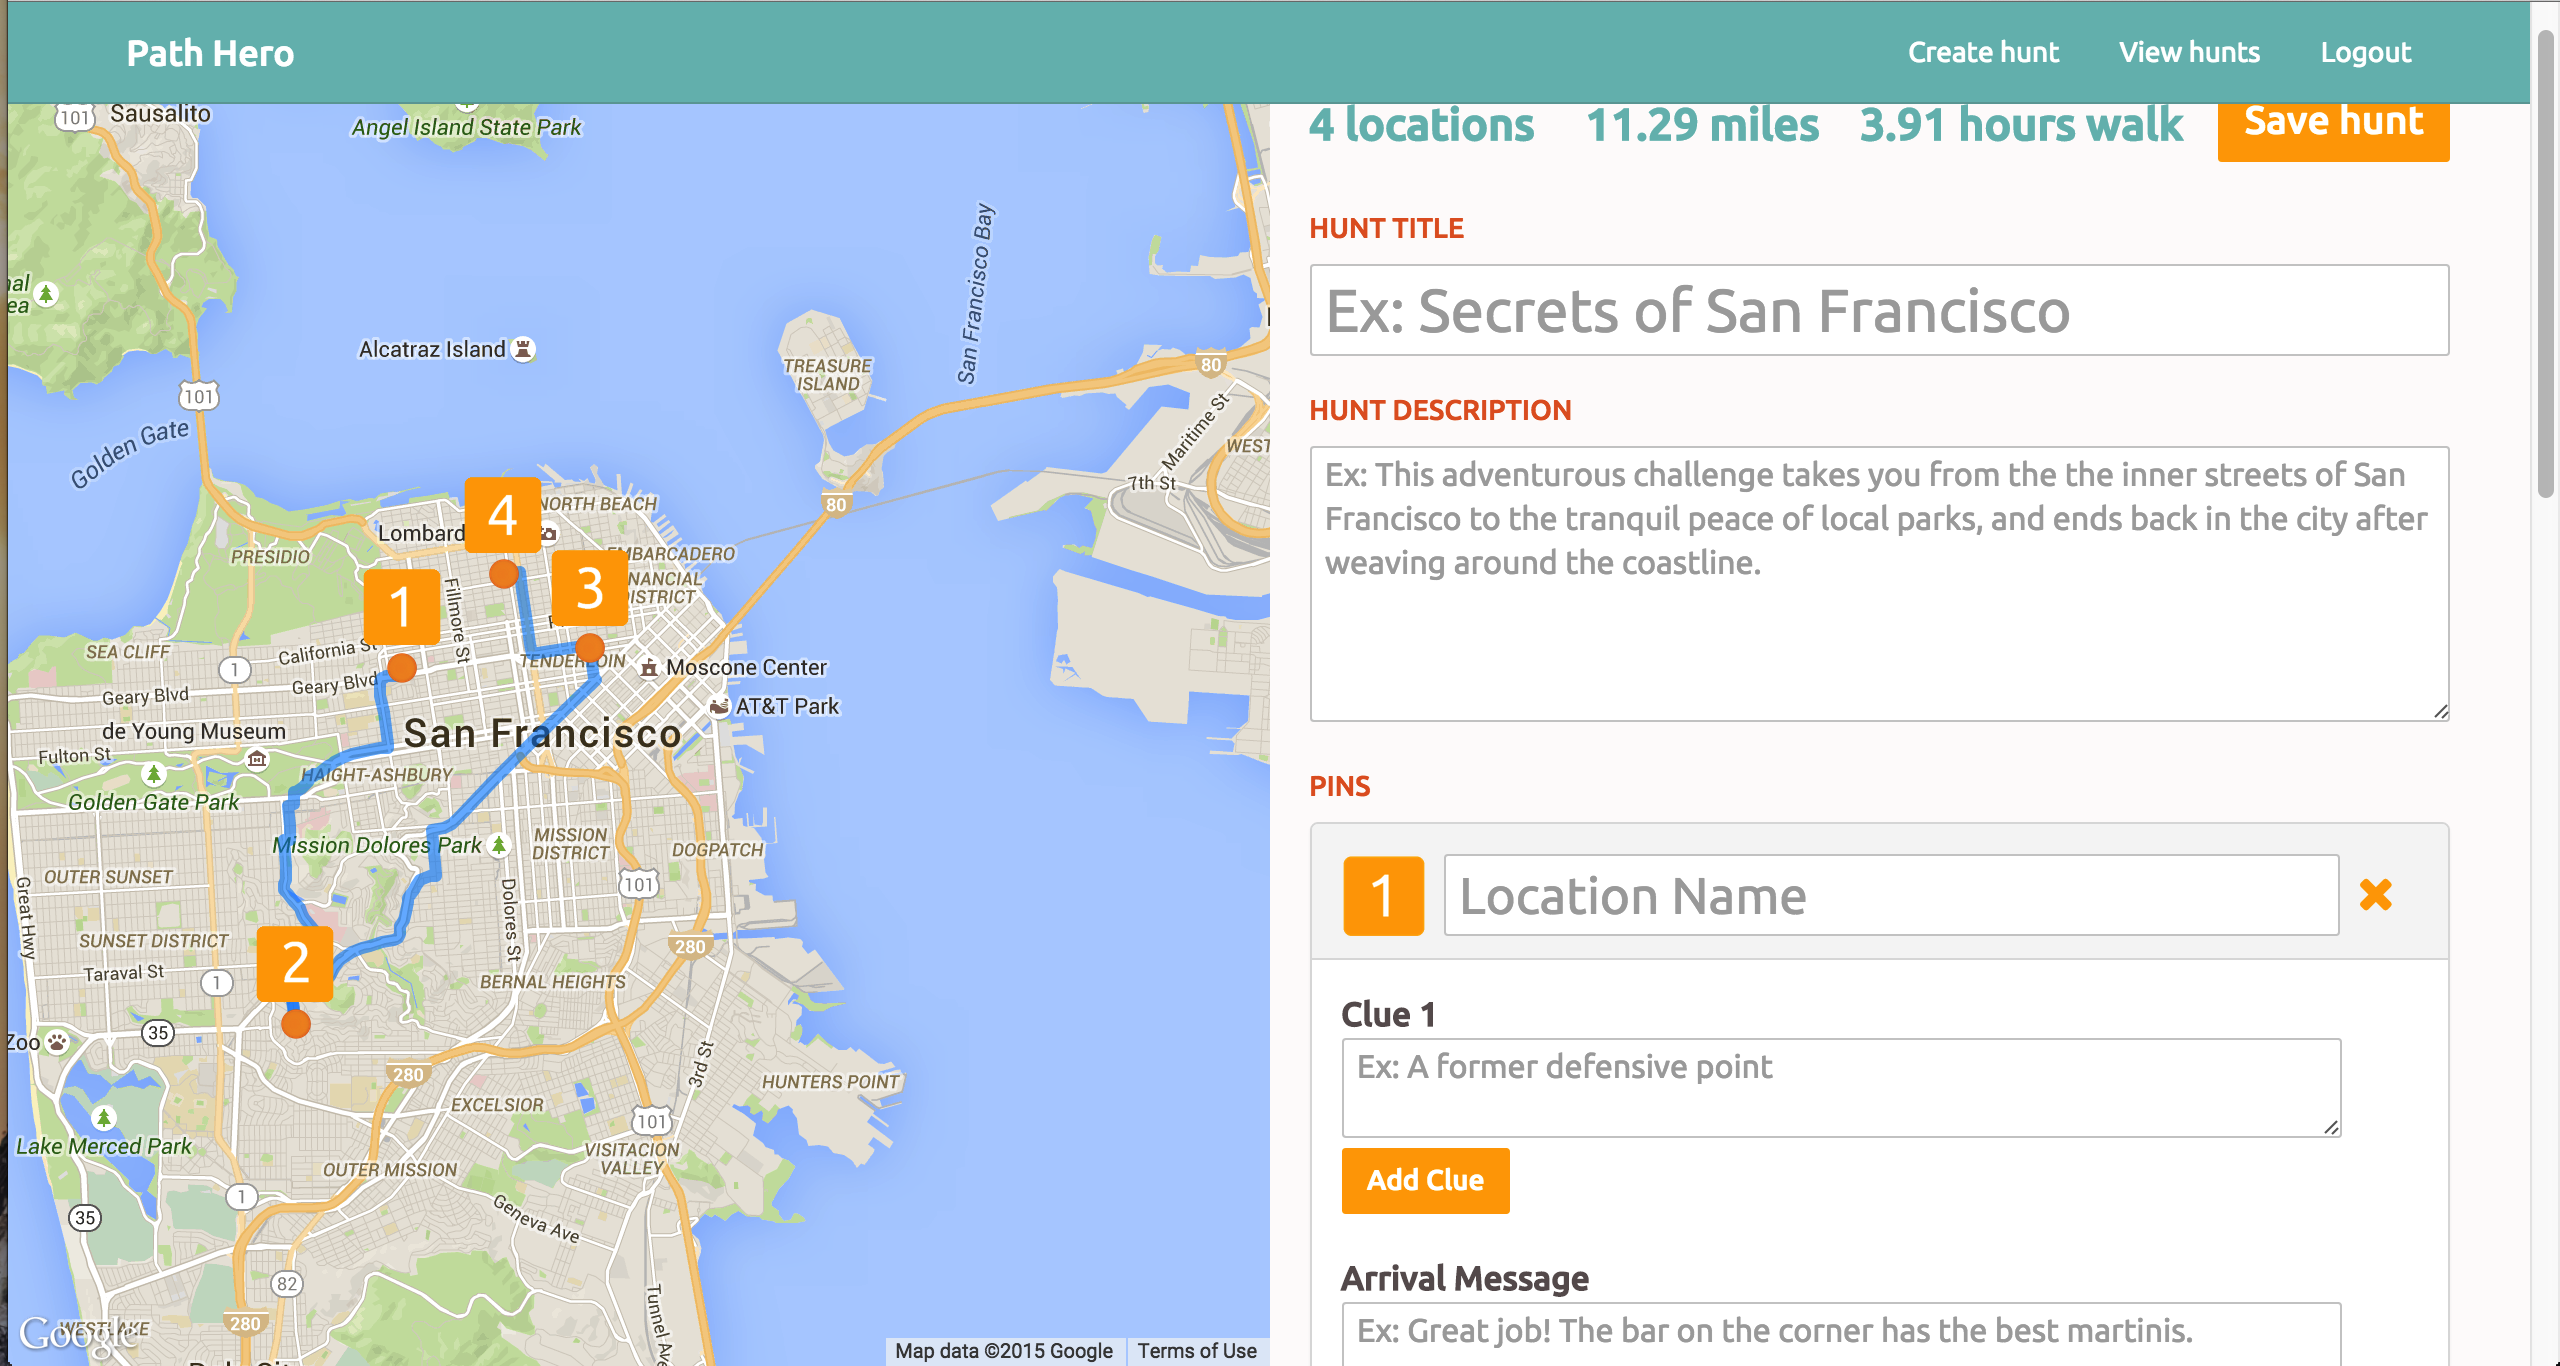 Path Hero
Create hunt
View hunts
Logout
4 locations
11.29 miles
3.91 hours walk
Save hunt
HUNT TITLE
Ex: Secrets of San Francisco
HUNT DESCRIPTION
Ex: This adventurous challenge takes you from the the inner streets of San
Francisco to the tranquil peace of local parks, and ends back in the city after
weaving around the coastline.
PINS
1
Location Name
Clue 1
Ex: A former defensive point
Add Clue
Arrival Message
Ex: Great job! The bar on the corner has the best martinis.
101
Sausalito
Angel Island State Park
San Francisco Bay
Alcatraz Island
TREASURE
ISLAND
80
101
Golden Gate
Maritime St
7th St
80
4
NORTH BEACH
Lombard
PRESIDIO
EMBARCADERO
3
1
Fillmore St
SEA CLIFF
California St
1
TENDERLOIN
Moscone Center
Geary Blvd
Geary Blvd
AT&T Park
de Young Museum
San Francisco
Fulton St
HAIGHT-ASHBURY
Golden Gate Park
Mission Dolores Park
MISSION
DISTRICT
DOGPATCH
OUTER SUNSET
101
Great Hwy
Dolores St
SUNSET DISTRICT
2
280
Taraval St
1
BERNAL HEIGHTS
35
Zoo
280
3rd St
HUNTERS POINT
EXCELSIOR
101
Lake Merced Park
VISITACION
VALLEY
OUTER MISSION
1
35
Geneva Ave
82
280
Tunnel Ave
WESTLAKE
Google
Map data ©2015 Google
Terms of Use